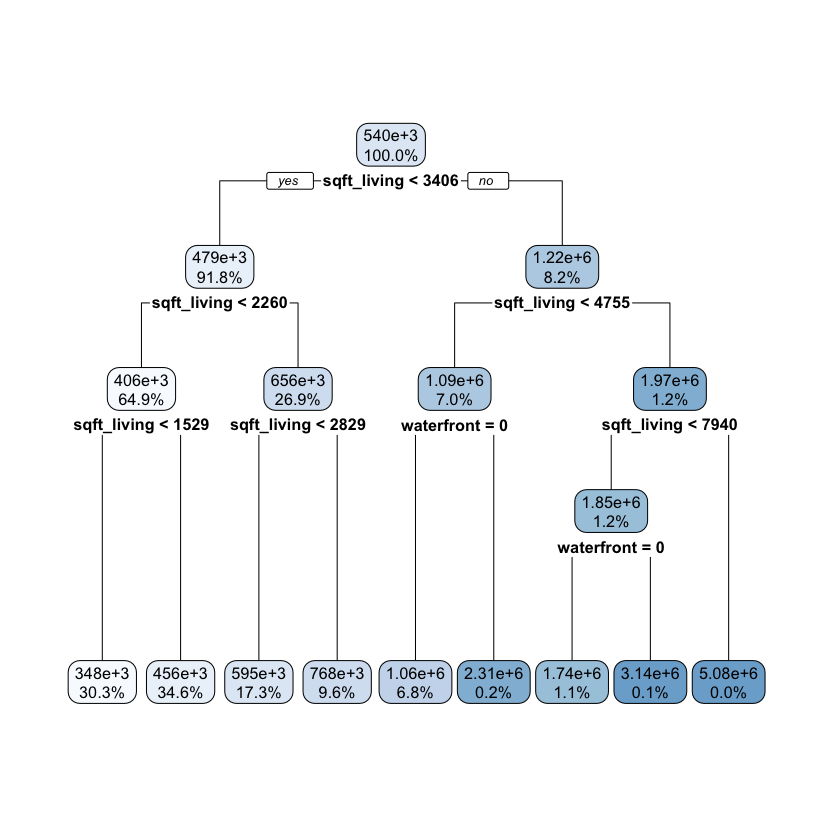 540e+3
100.0%
yes sqft_living < 3406 no
479e+3
91.8%
1.22e+6
8.2%
sqft_living < 2260
sqft_living < 4755
406e+3
64.9%
656e+3
26.9%
1.09e+6
7.0%
1.97e+6
1.2%
sqft_living < 1529
sqft_living < 2829
waterfront = 0
sqft_living < 7940
1.85e+6
1.2%
waterfront = 0
348e+3
30.3%
456e+3
34.6%
595e+3
17.3%
768e+3
9.6%
1.06e+6
6.8%
2.31e+6
0.2%
1.74e+6
1.1%
3.14e+6
0.1%
5.08e+6
0.0%